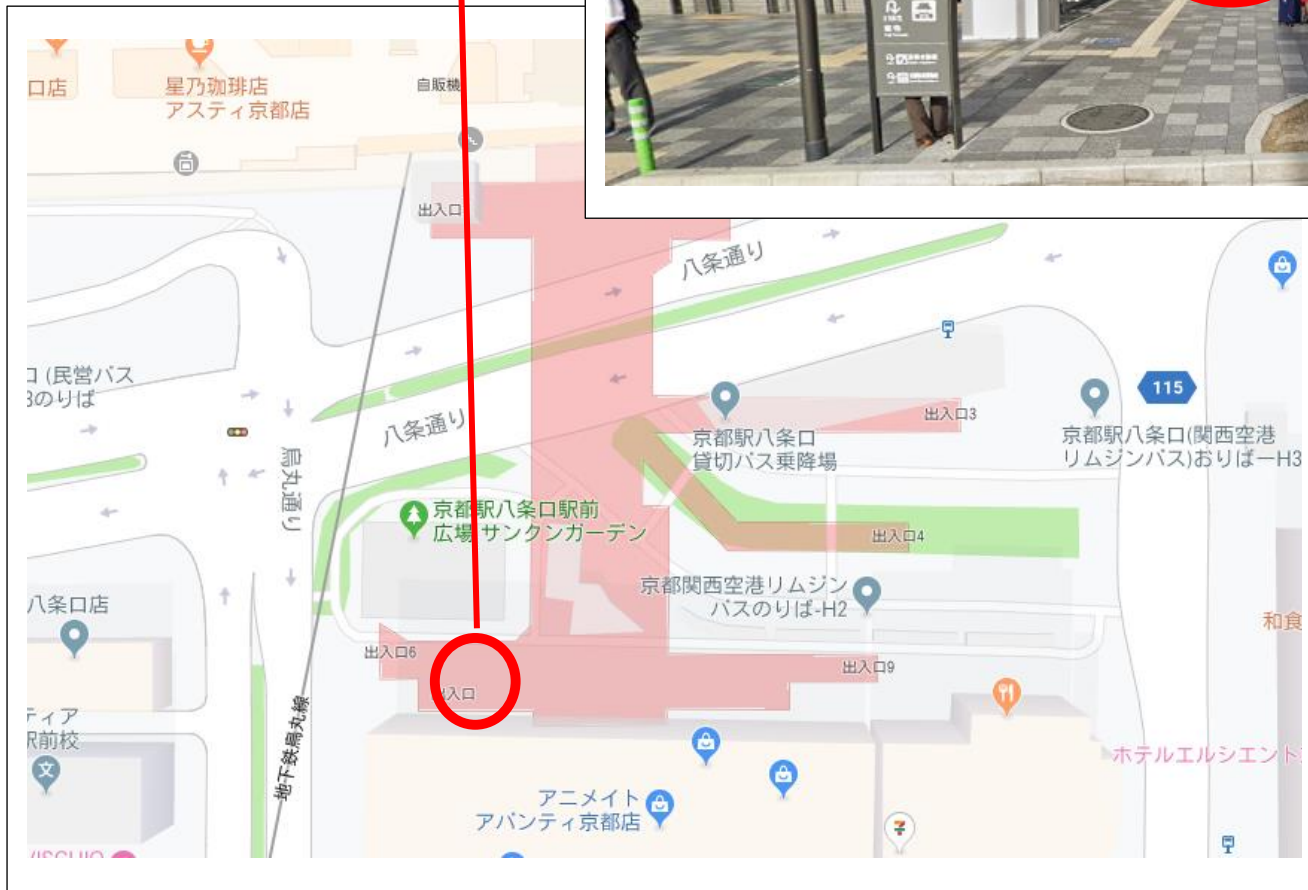 口店
星乃珈琲店
アスティ京都店
自販機
出入口
八条通り
115
コ (民営バス
3のりば
八条通り
烏丸通り
京都駅八条口
貸切バス乗降場
出入口3
京都駅八条口(関西空港
リムジンバス)おりばーH3
京都駅八条口駅前
広場 サンクンガーデン
出入口4
京都関西空港リムジン
バスのりば-H2
八条口店
和食
出入口6
出入口9
入口
ティア
駅前校
文
地下鉄烏丸線
ホテルエルシエント
アニメイト
アバンティ京都店
7